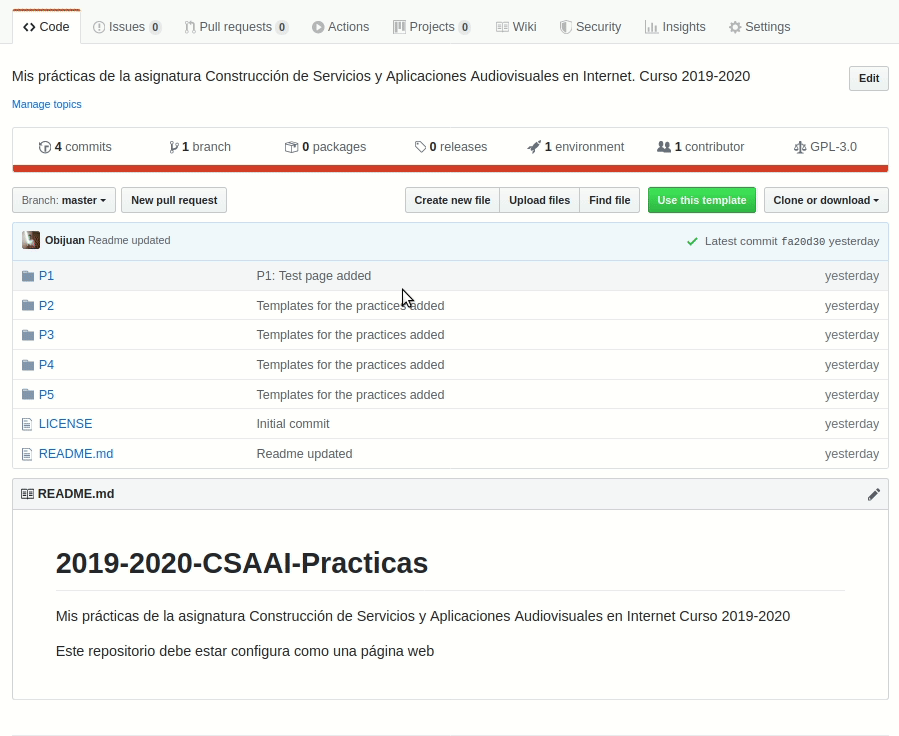 Code Issues 0 Pull requests 0 Actions Projects 0 Wiki Security Insights Settings
Mis prácticas de la asignatura Construcción de Servicios y Aplicaciones Audiovisuales en Internet. Curso 2019-2020 Edit
Manage topics
4 commits 1 branch 0 packages 0 releases 1 environment 1 contributor GPL-3.0
Branch: master New pull request Create new file Upload files Find file Use this template Clone or download
Obijuan Readme updated Latest commit fa20d30 yesterday
P1 P1: Test page added yesterday
P2 Templates for the practices added yesterday
P3 Templates for the practices added yesterday
P4 Templates for the practices added yesterday
P5 Templates for the practices added yesterday
LICENSE Initial commit yesterday
README.md Readme updated yesterday
README.md
2019-2020-CSAAI-Practicas
Mis prácticas de la asignatura Construcción de Servicios y Aplicaciones Audiovisuales en Internet Curso 2019-2020
Este repositorio debe estar configura como una página web